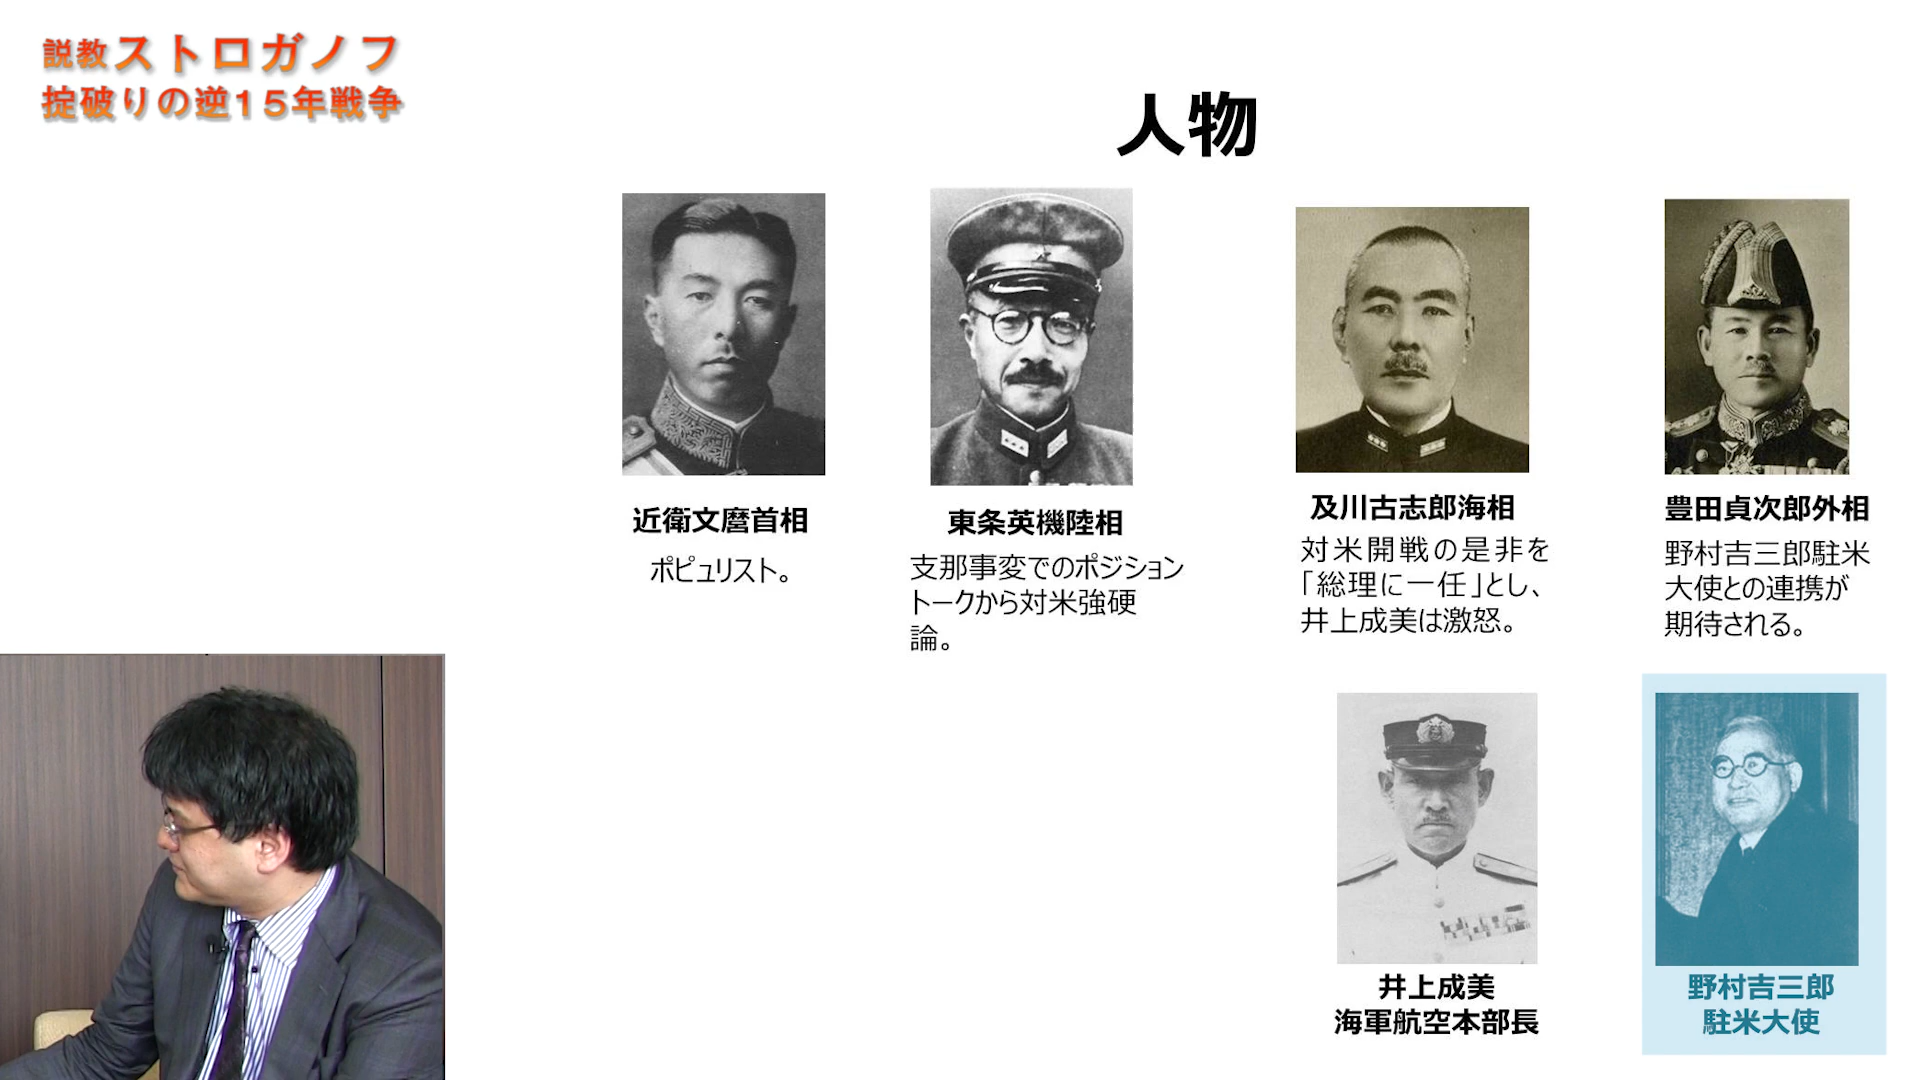 説教ストロガノフ
掟破りの逆15年戦争
人物
近衛文麿首相
ポピュリスト。
東条英機陸相
支那事変でのポジション
トークから対米強硬
論。
及川古志郎海相
対米開戦の是非を
「総理に一任」とし、
井上成美は激怒。
豊田貞次郎外相
野村吉三郎駐米
大使との連携が
期待される。
井上成美
海軍航空本部長
野村吉三郎
駐米大使